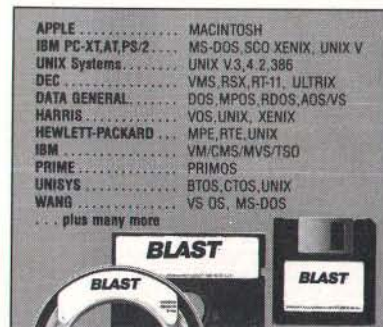 APPLE .............. MACINTOSH
IBM PC-XT,AT,PS/2 .... MS-DOS,SCO XENIX, UNIX V
UNIX Systems ........ UNIX V.3,4.2,386
DEC ................ VMS,RSX,RT-11, ULTRIX
DATA GENERAL ....... DOS,MPOS,RDOS,AOS/VS
HARRIS ............. VOS,UNIX, XENIX
HEWLETT-PACKARD ... MPE,RTE,UNIX
IBM ................ VM/CMS/MVS/TSO
PRIME .............. PRIMOS
UNISYS ............. BTOS,CTOS,UNIX
WANG .............. VS OS, MS-DOS
. . . plus many more
BLAST
BLAST
BLAST